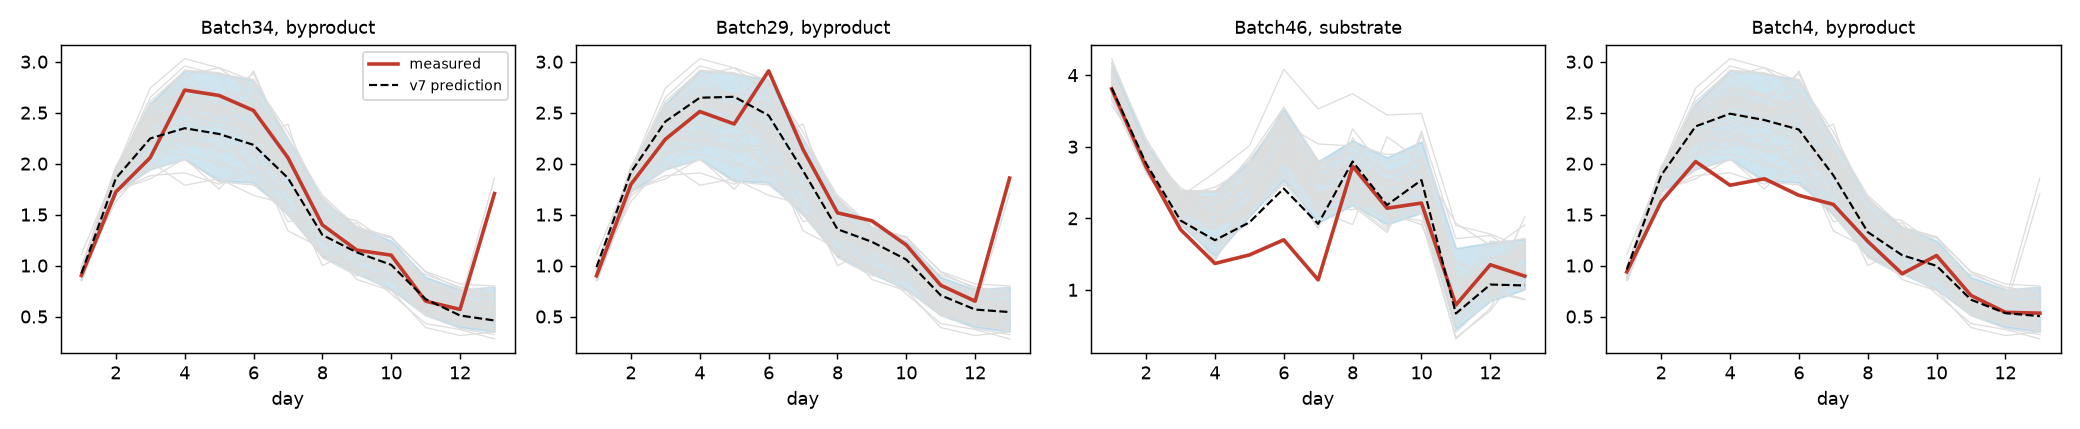 Batch34, byproduct
measured
v7 prediction
3.0
2.5
2.0
1.5
1.0
0.5
2 4 6 8 10 12
day
Batch29, byproduct
3.0
2.5
2.0
1.5
1.0
0.5
2 4 6 8 10 12
day
Batch46, substrate
4
3
2
1
2 4 6 8 10 12
day
Batch4, byproduct
3.0
2.5
2.0
1.5
1.0
0.5
2 4 6 8 10 12
day